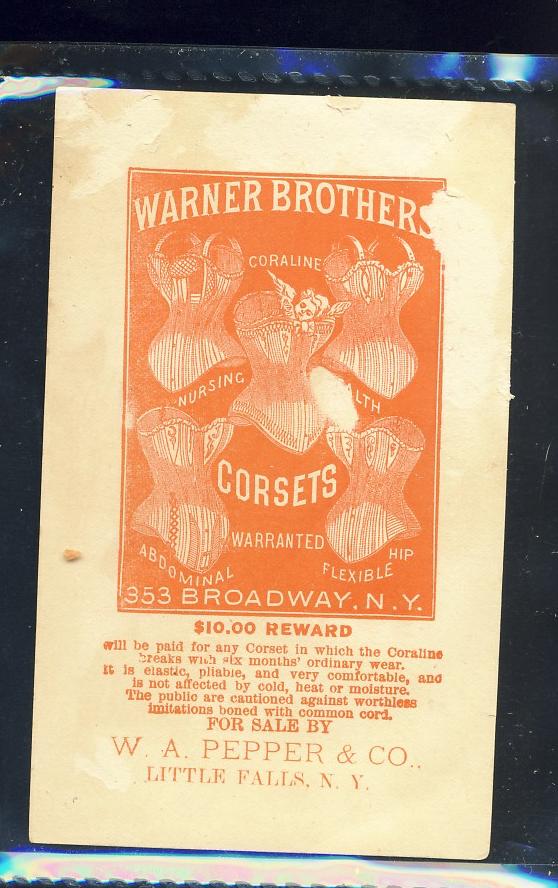 WARNER BROTHERS
CORALINE
NURSING
LTH
CORSETS
WARRANTED
ABDOMINAL
FLEXIBLE HIP
353 BROADWAY, N.Y.
$10.00 REWARD
will be paid for any Corset in which the Coraline
breaks with six months' ordinary wear.
It is elastic, pliable, and very comfortable, and
is not affected by cold, heat or moisture.
The public are cautioned against worthless
imitations boned with common cord.
FOR SALE BY
W. A. PEPPER & CO.,
LITTLE FALLS, N. Y.